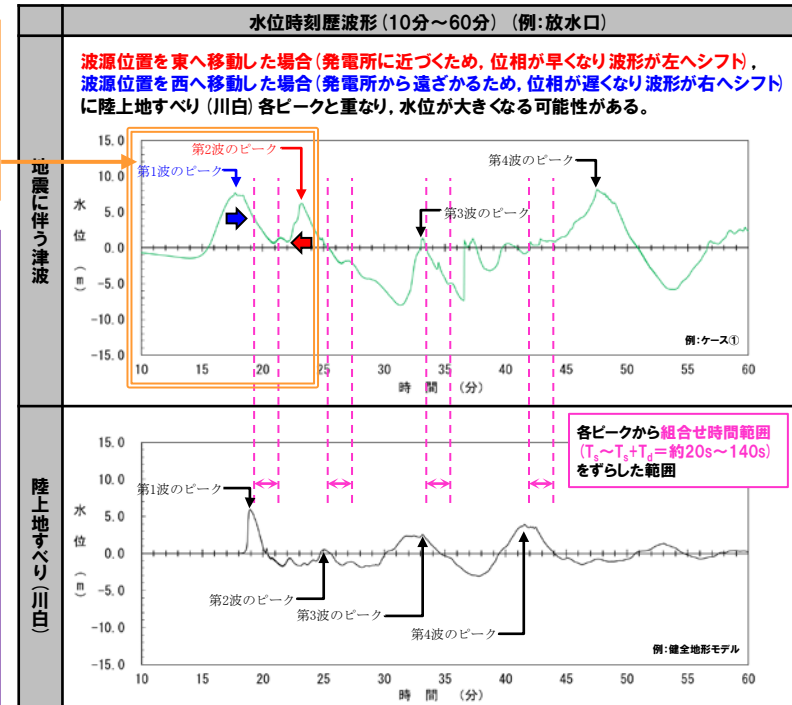 水位時刻歴波形(10分～60分) (例:放水口)
波源位置を東へ移動した場合(発電所に近づくため, 位相が早くなり波形が左へシフト),
波源位置を西へ移動した場合(発電所から遠ざかるため, 位相が遅くなり波形が右へシフト)
に陸上地すべり(川白)各ピークと重なり, 水位が大きくなる可能性がある。
地震に伴う津波
水位(m)
15.0
10.0
5.0
0.0
-5.0
-10.0
-15.0
第1波のピーク
第2波のピーク
第3波のピーク
第4波のピーク
例:ケース①
10 15 20 25 30 35 40 45 50 55 60
時 間 (分)
陸上地すべり(川白)
水位(m)
15.0
10.0
5.0
0.0
-5.0
-10.0
-15.0
各ピークから組合せ時間範囲
(Ts～Ts+Td=約20s～140s)
をずらした範囲
第1波のピーク
第2波のピーク
第3波のピーク
第4波のピーク
例:健全地形モデル
10 15 20 25 30 35 40 45 50 55 60
時 間 (分)